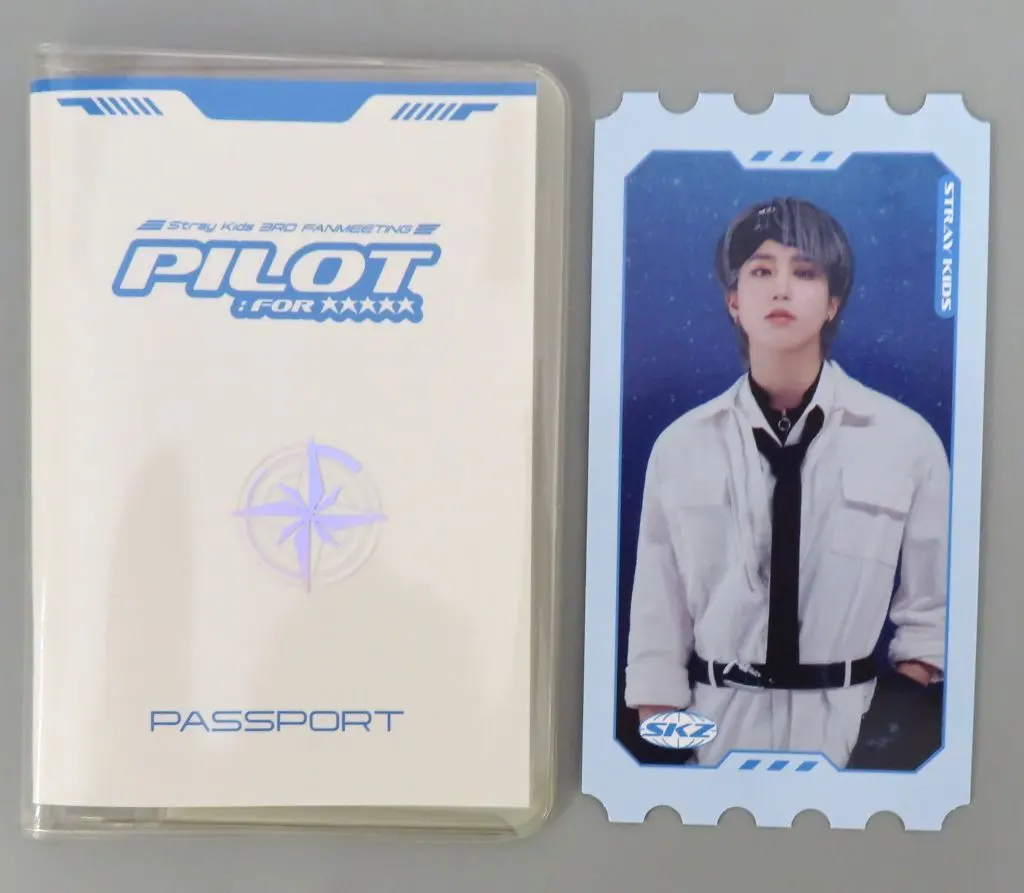 Stray Kids 3RD FANMEETING
PILOT
: FOR ★★★★★
PASSPORT
STRAY KIDS
SKZ